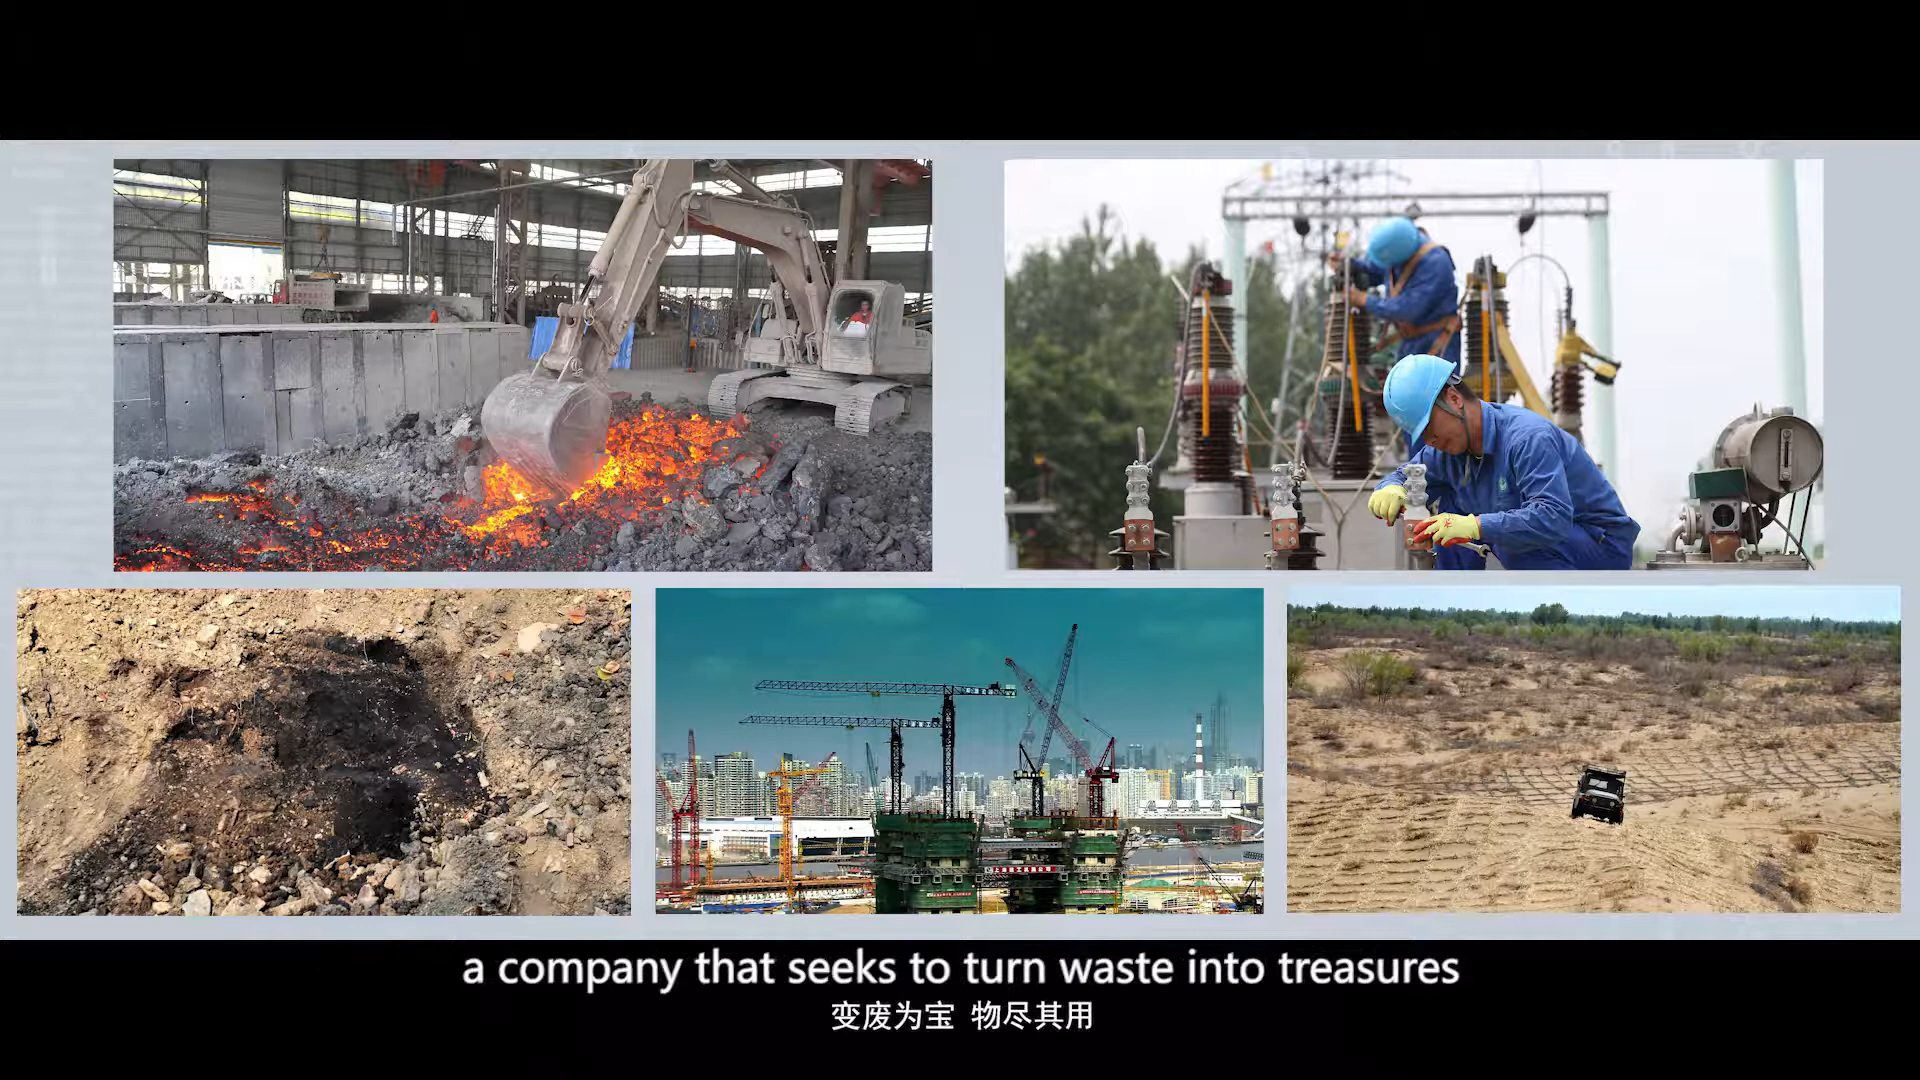 a company that seeks to turn waste into treasures
变废为宝 物尽其用